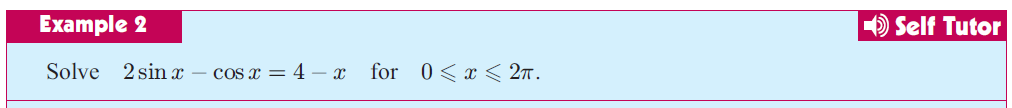 Example 2 Self Tutor
Solve 2 sin x − cos x = 4 − x for 0 ⩽ x ⩽ 2π.